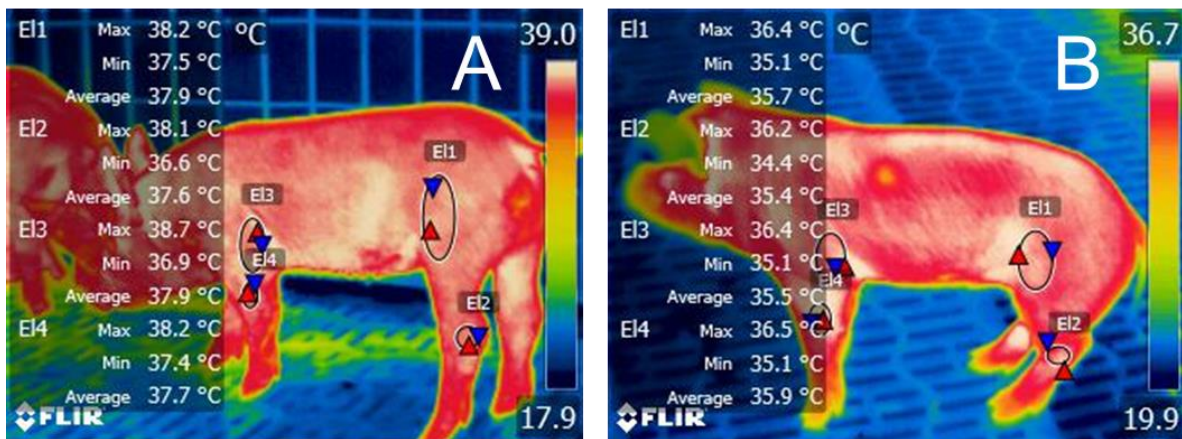 El1 Max 38.2 °C °C A 39.0
Min 37.5 °C
Average 37.9 °C
El2 Max 38.1 °C
Min 36.6 °C
Average 37.6 °C
El3 Max 38.7 °C
Min 36.9 °C
Average 37.9 °C
El4 Max 38.2 °C
Min 37.4 °C
Average 37.7 °C
FLIR 17.9
El1
El3
El4
El2
El1 Max 36.4 °C °C B 36.7
Min 35.1 °C
Average 35.7 °C
El2 Max 36.2 °C
Min 34.4 °C
Average 35.4 °C
El3 Max 36.4 °C
Min 35.1 °C
Average 35.5 °C
El4 Max 36.5 °C
Min 35.1 °C
Average 35.9 °C
FLIR 19.9
El3
El1
El4
El2